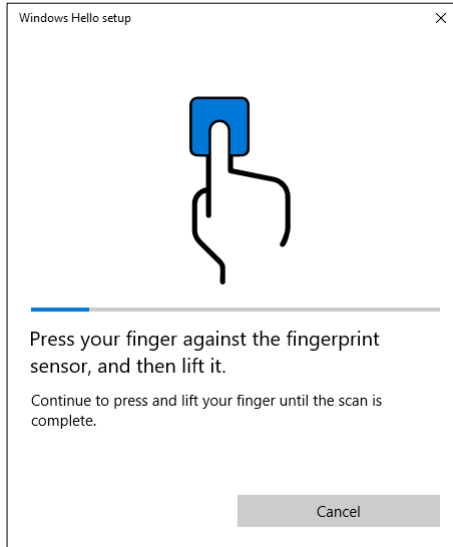 Windows Hello setup
Press your finger against the fingerprint
sensor, and then lift it.
Continue to press and lift your finger until the scan is
complete.
Cancel